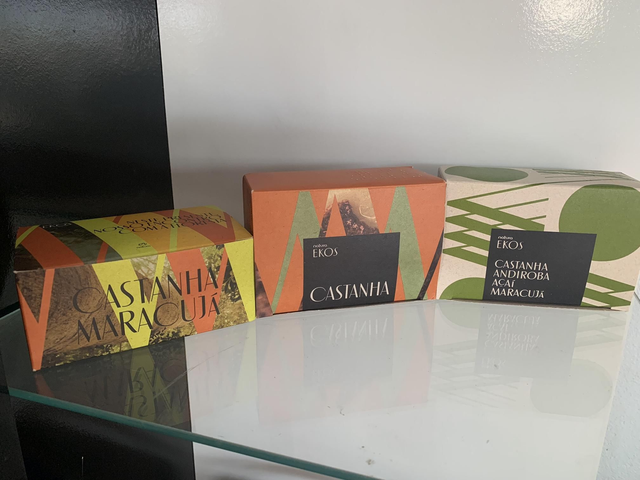 CASTANHA
MARACUJÁ
natura
EKOS
CASTANHA
natura
EKOS
CASTANHA
ANDIROBA
AÇAÍ
MARACUJÁ